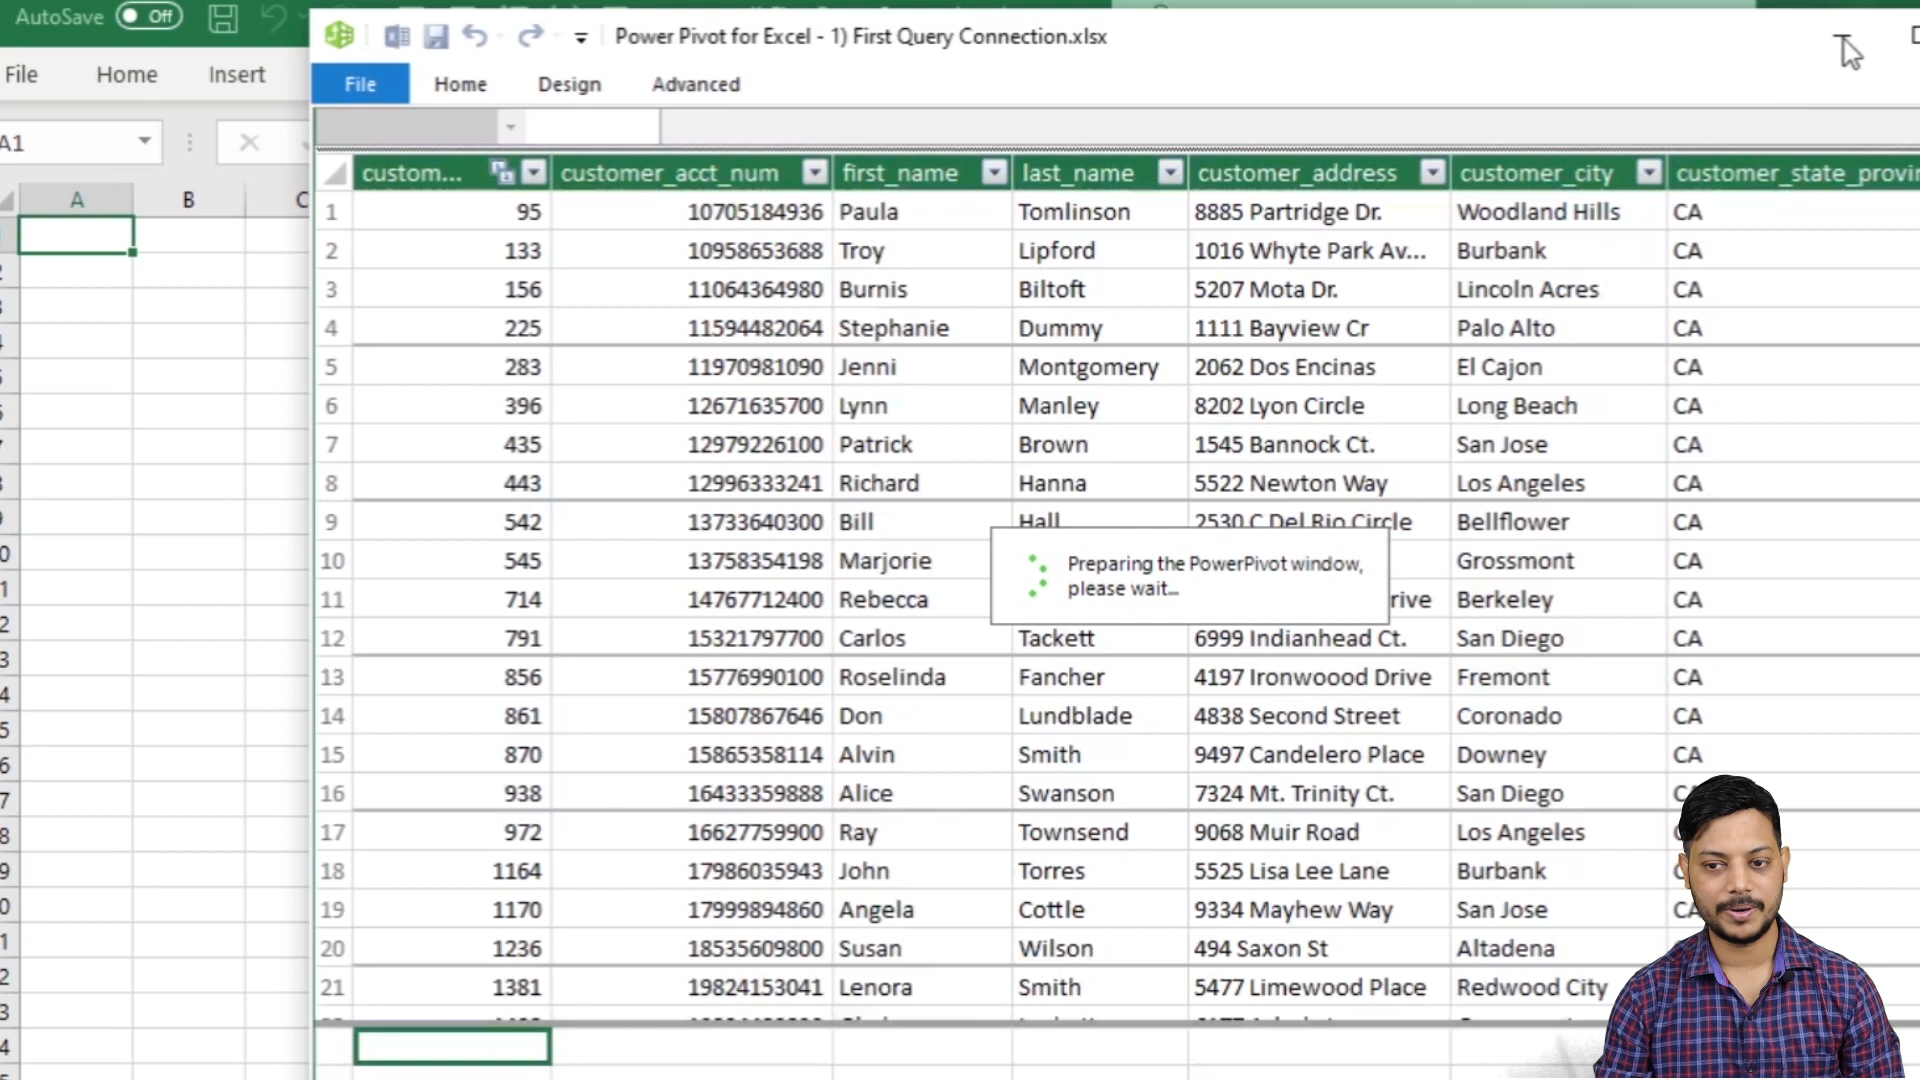 AutoSave Off
Power Pivot for Excel - 1) First Query Connection.xlsx
File Home Insert
File Home Design Advanced
A1
A B C
custom... customer_acct_num first_name last_name customer_address customer_city
1 95 10705184936 Paula Tomlinson 8885 Partridge Dr. Woodland Hills CA
2 133 10958653688 Troy Lipford 1016 Whyte Park Av... Burbank CA
3 156 11064364980 Burnis Biltoft 5207 Mota Dr. Lincoln Acres CA
4 225 11594482064 Stephanie Dummy 1111 Bayview Cr Palo Alto CA
5 283 11970981090 Jenni Montgomery 2062 Dos Encinas El Cajon CA
6 396 12671635700 Lynn Manley 8202 Lyon Circle Long Beach CA
7 435 12979226100 Patrick Brown 1545 Bannock Ct. San Jose CA
8 443 12996333241 Richard Hanna 5522 Newton Way Los Angeles CA
9 542 13733640300 Bill Hall 2530 C Del Rio Circle Bellflower CA
10 545 13758354198 Marjorie Grossmont CA
Preparing the PowerPivot window,
please wait...
11 714 14767712400 Rebecca rive Berkeley CA
12 791 15321797700 Carlos Tackett 6999 Indianhead Ct. San Diego CA
13 856 15776990100 Roselinda Fancher 4197 Ironwoood Drive Fremont CA
14 861 15807867646 Don Lundblade 4838 Second Street Coronado CA
15 870 15865358114 Alvin Smith 9497 Candelero Place Downey CA
16 938 16433359888 Alice Swanson 7324 Mt. Trinity Ct. San Diego
17 972 16627759900 Ray Townsend 9068 Muir Road Los Angeles
18 1164 17986035943 John Torres 5525 Lisa Lee Lane Burbank
19 1170 17999894860 Angela Cottle 9334 Mayhew Way San Jose CA
20 1236 18535609800 Susan Wilson 494 Saxon St Altadena
21 1381 19824153041 Lenora Smith 5477 Limewood Place Redwood City